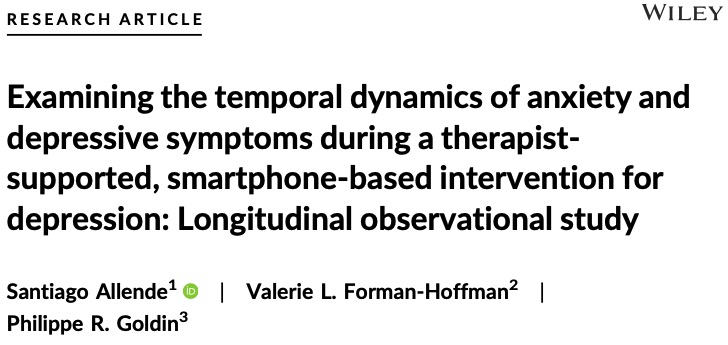 RESEARCH ARTICLE
WILEY
Examining the temporal dynamics of anxiety and
depressive symptoms during a therapist-
supported, smartphone-based intervention for
depression: Longitudinal observational study
Santiago Allende1 iD | Valerie L. Forman-Hoffman2 |
Philippe R. Goldin3